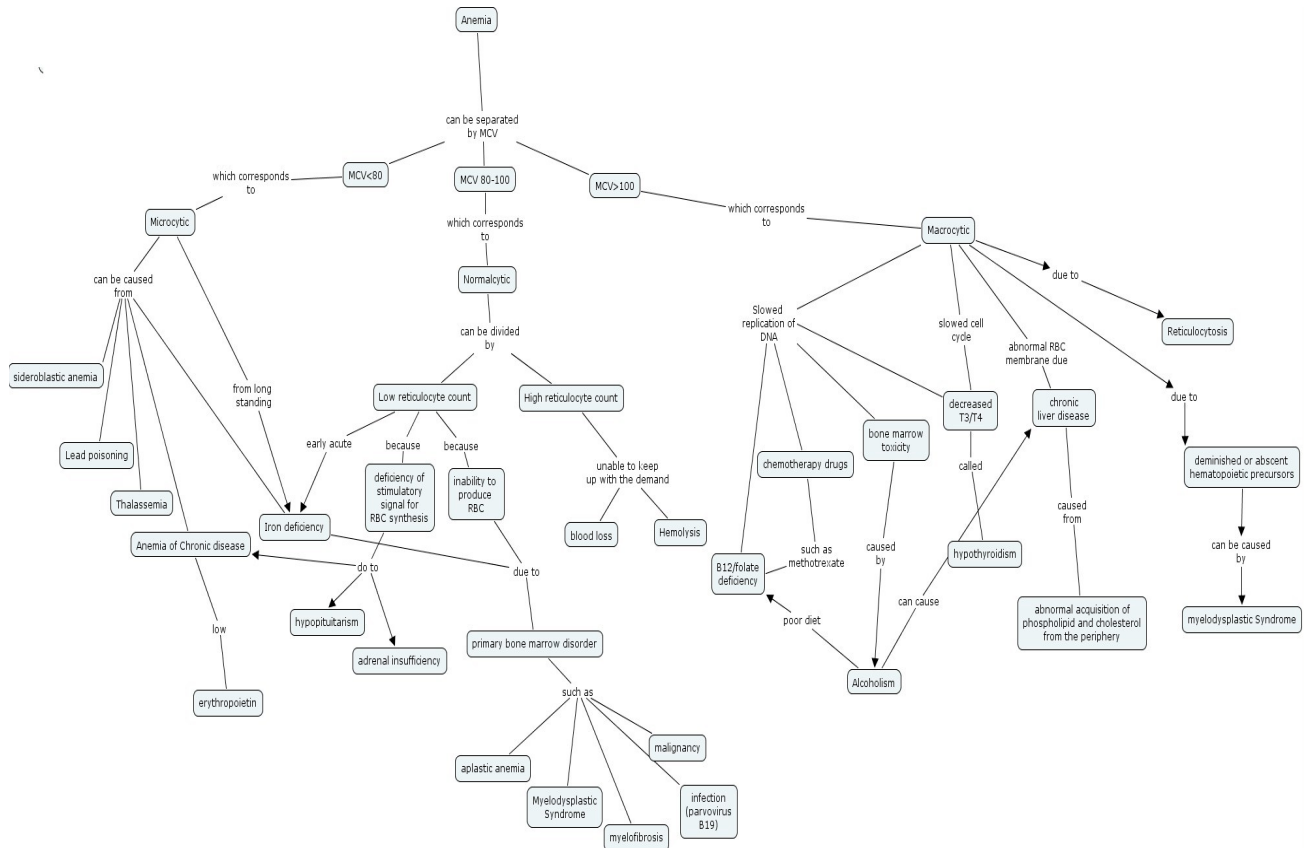 Anemia
can be separated
by MCV
MCV<80
MCV 80-100
MCV>100
which corresponds
to
which corresponds
to
which corresponds
to
Microcytic
Normalcytic
Macrocytic
can be caused
from
can be divided
by
Slowed
replication of
DNA
slowed cell
cycle
abnormal RBC
membrane due
due to
Reticulocytosis
sideroblastic anemia
from long
standing
Low reticulocyte count
High reticulocyte count
decreased
T3/T4
chronic
liver disease
due to
Lead poisoning
early acute
because
because
unable to keep
up with the demand
chemotherapy drugs
bone marrow
toxicity
called
deminished or abscent
hematopoietic precursors
Thalassemia
Iron deficiency
deficiency of
stimulatory
signal for
RBC synthesis
inability to
produce
RBC
blood loss
Hemolysis
caused
from
Anemia of Chronic disease
do to
due to
B12/folate
deficiency
such as
methotrexate
caused
by
hypothyroidism
can be caused
by
hypopituitarism
adrenal insufficiency
low
erythropoietin
primary bone marrow disorder
poor diet
can cause
abnormal acquisition of
phospholipid and cholesterol
from the periphery
myelodysplastic Syndrome
Alcoholism
such as
aplastic anemia
Myelodysplastic
Syndrome
myelofibrosis
malignancy
infection
(parvovirus
B19)